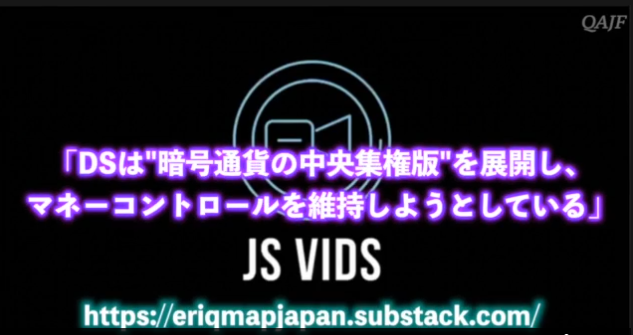 QAJF
「DSは"暗号通貨の中央集権版"を展開し、
マネーコントロールを維持しようとしている」
JS VIDS
https://eriqmapjapan.substack.com/